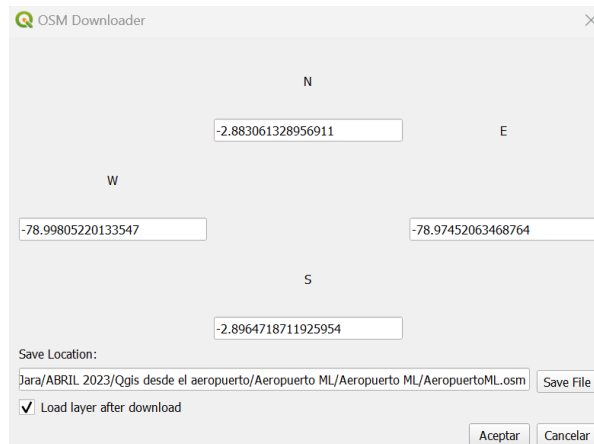 OSM Downloader
N
-2.883061328956911
E
W
-78.99805220133547
-78.97452063468764
S
-2.8964718711925954
Save Location:
Jara/ABRIL 2023/Qgis desde el aeropuerto/Aeropuerto ML/Aeropuerto ML/AeropuertoML.osm
Save File
Load layer after download
Aceptar
Cancelar